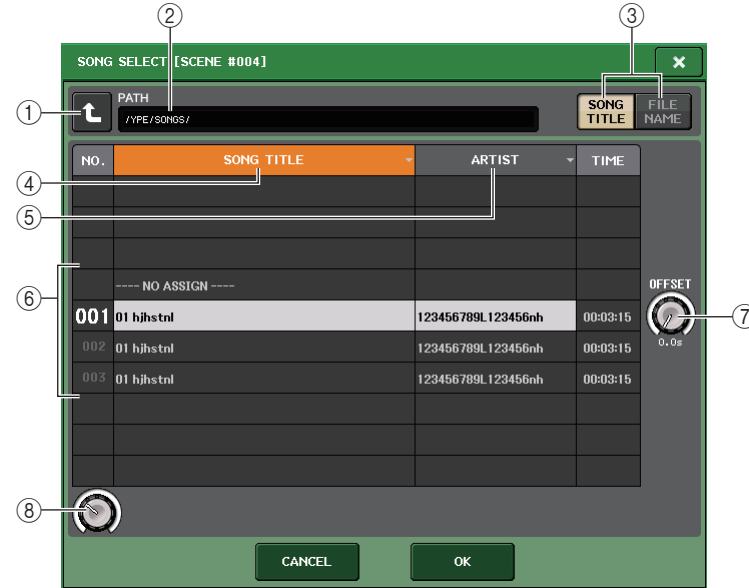 ② ③
SONG SELECT [SCENE #004]
① PATH
/YPE/SONGS/
SONG TITLE
FILE NAME
NO. SONG TITLE ARTIST TIME
④
⑤
⑥
---- NO ASSIGN ----
OFFSET
001 01 hjhstnl 123456789L123456nh 00:03:15
⑦
0.0s
002 01 hjhstnl 123456789L123456nh 00:03:15
003 01 hjhstnl 123456789L123456nh 00:03:15
⑧
CANCEL OK